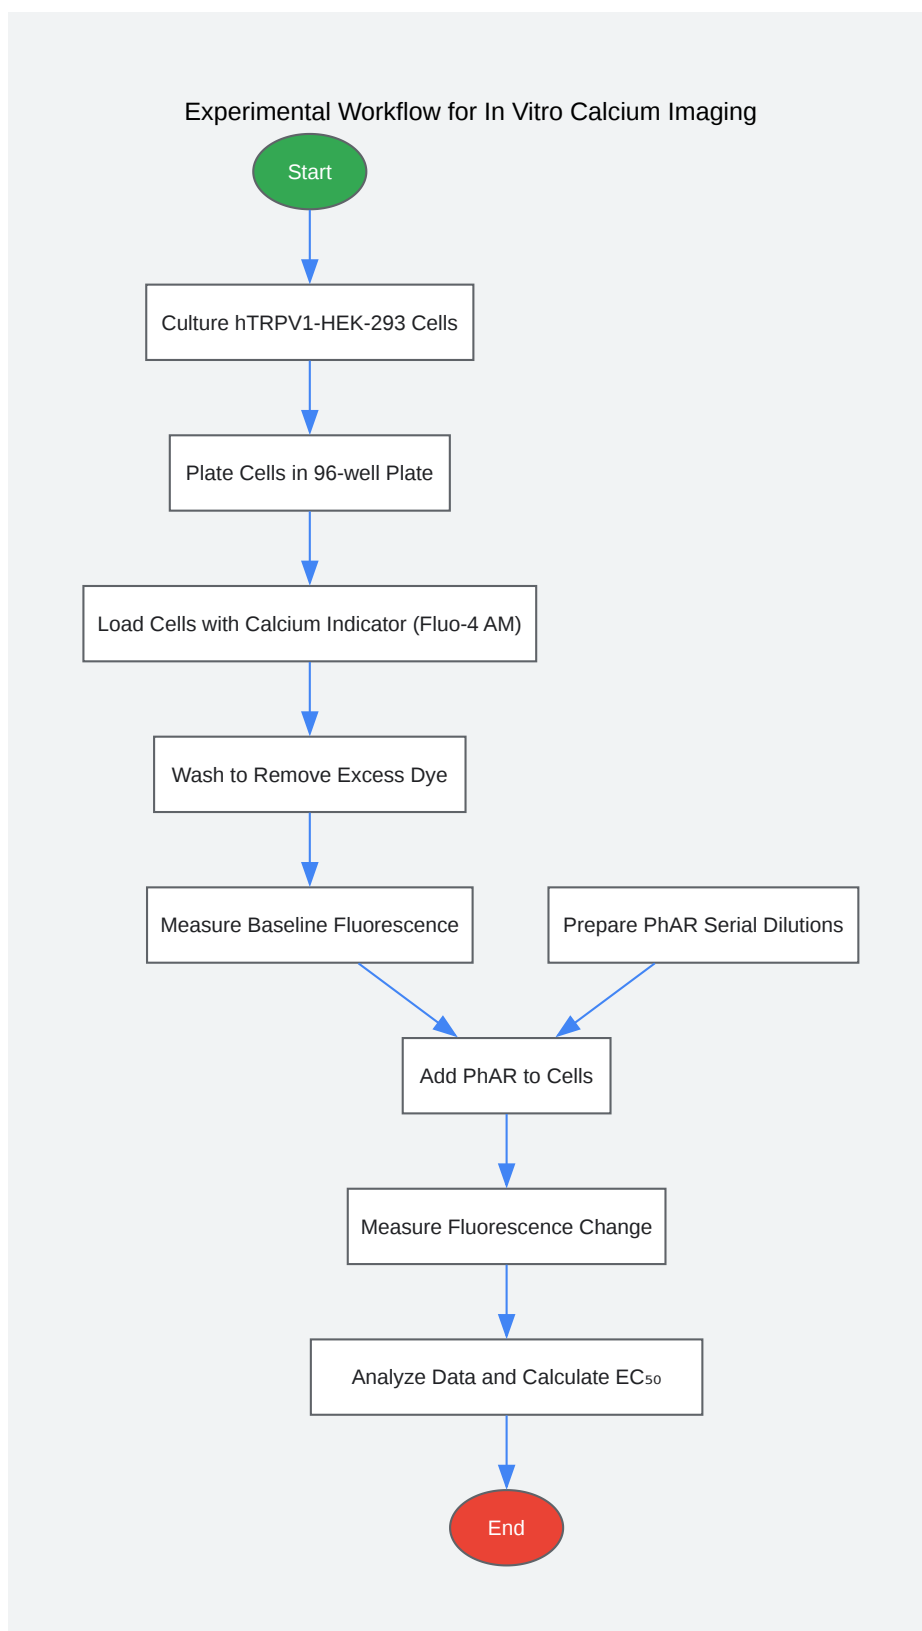 Experimental Workflow for In Vitro Calcium Imaging
Start
Culture hTRPV1-HEK-293 Cells
Plate Cells in 96-well Plate
Load Cells with Calcium Indicator (Fluo-4 AM)
Wash to Remove Excess Dye
Measure Baseline Fluorescence
Prepare PhAR Serial Dilutions
Add PhAR to Cells
Measure Fluorescence Change
Analyze Data and Calculate EC₅₀
End